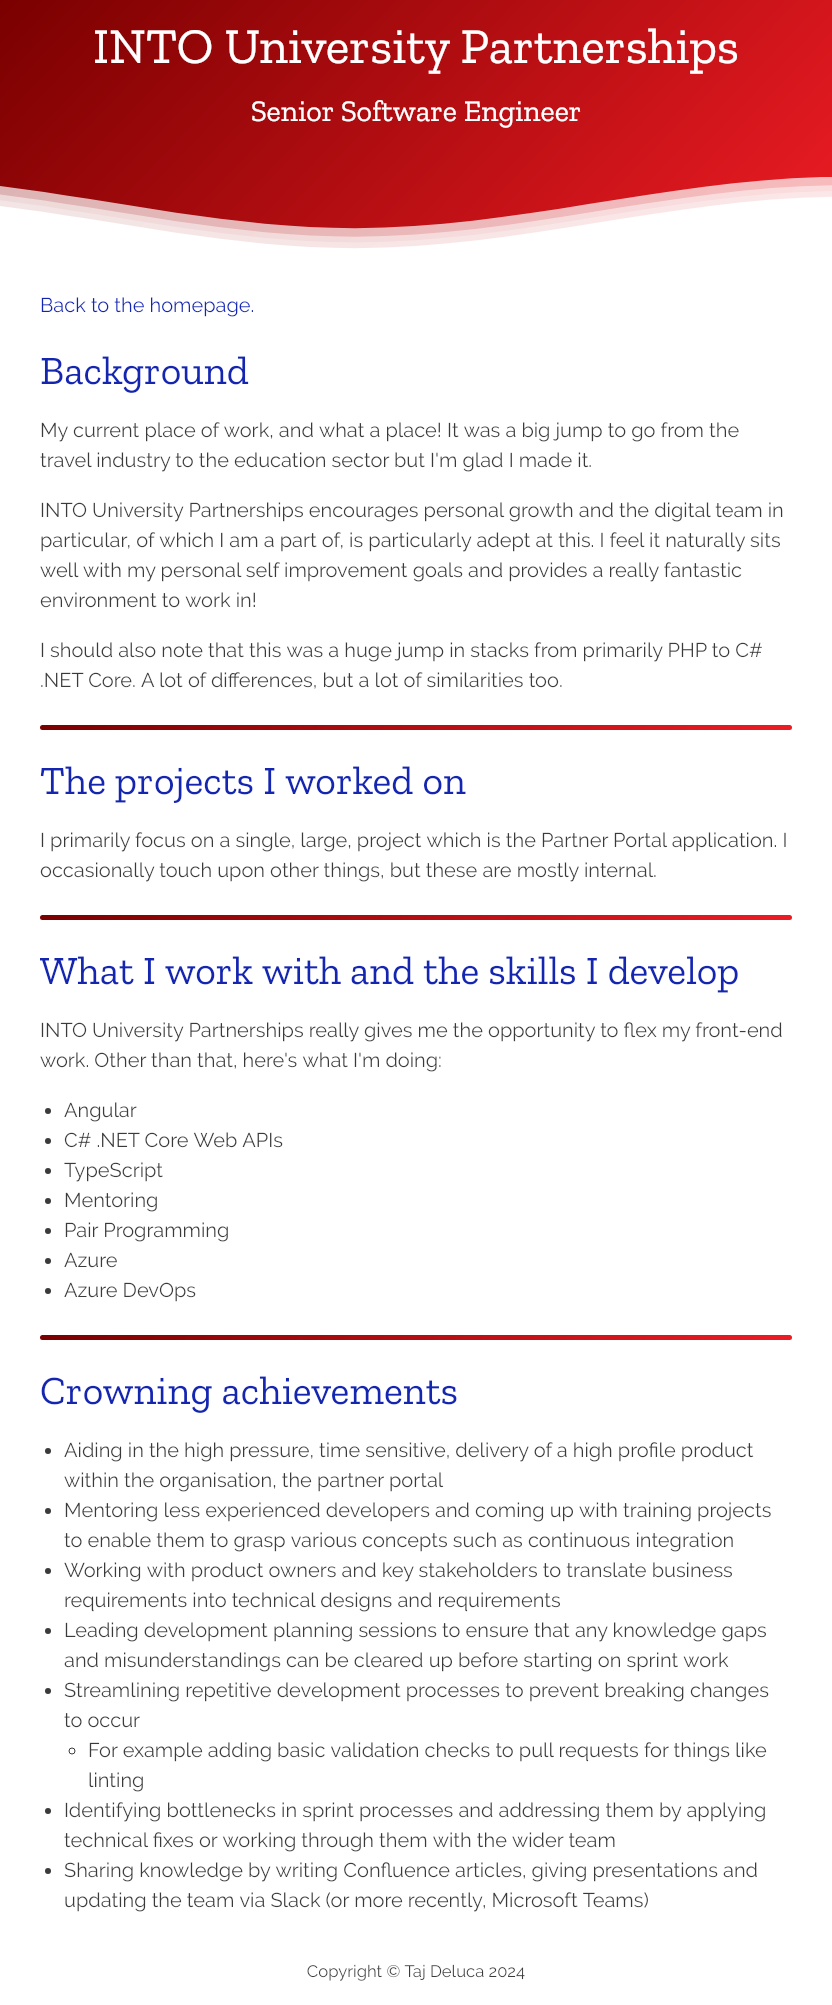 INTO University Partnerships
Senior Software Engineer
Back to the homepage.
Background
My current place of work, and what a place! It was a big jump to go from the
travel industry to the education sector but I'm glad I made it.
INTO University Partnerships encourages personal growth and the digital team in
particular, of which I am a part of, is particularly adept at this. I feel it naturally sits
well with my personal self improvement goals and provides a really fantastic
environment to work in!
I should also note that this was a huge jump in stacks from primarily PHP to C#
.NET Core. A lot of differences, but a lot of similarities too.
The projects I worked on
I primarily focus on a single, large, project which is the Partner Portal application. I
occasionally touch upon other things, but these are mostly internal.
What I work with and the skills I develop
INTO University Partnerships really gives me the opportunity to flex my front-end
work. Other than that, here's what I'm doing:
• Angular
• C# .NET Core Web APIs
• TypeScript
• Mentoring
• Pair Programming
• Azure
• Azure DevOps
Crowning achievements
• Aiding in the high pressure, time sensitive, delivery of a high profile product
within the organisation, the partner portal
• Mentoring less experienced developers and coming up with training projects
to enable them to grasp various concepts such as continuous integration
• Working with product owners and key stakeholders to translate business
requirements into technical designs and requirements
• Leading development planning sessions to ensure that any knowledge gaps
and misunderstandings can be cleared up before starting on sprint work
• Streamlining repetitive development processes to prevent breaking changes
to occur
◦ For example adding basic validation checks to pull requests for things like
linting
• Identifying bottlenecks in sprint processes and addressing them by applying
technical fixes or working through them with the wider team
• Sharing knowledge by writing Confluence articles, giving presentations and
updating the team via Slack (or more recently, Microsoft Teams)
Copyright © Taj Deluca 2024